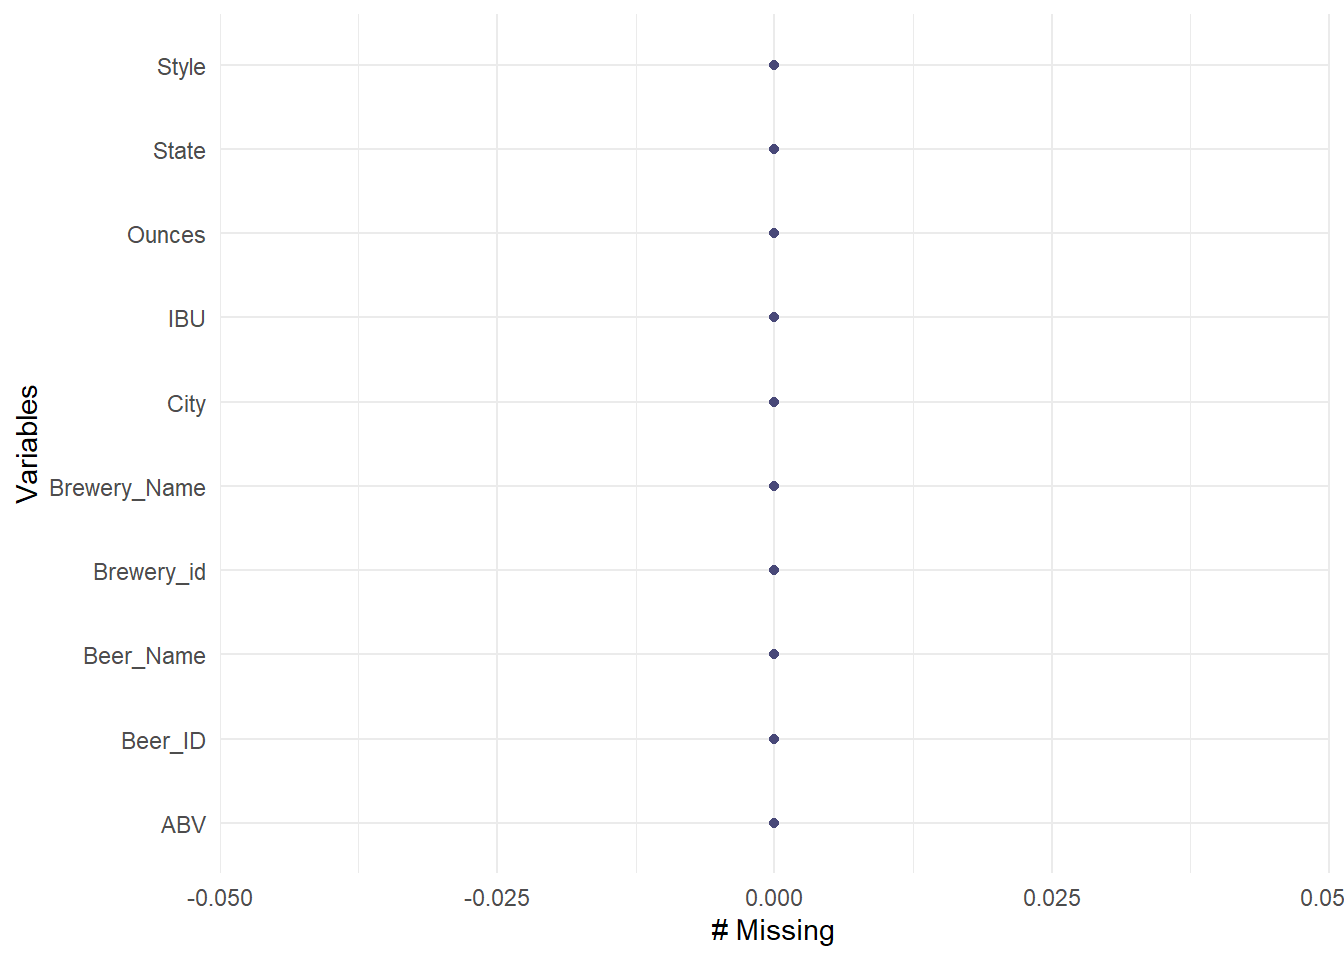 Style
State
Ounces
IBU
City
Brewery_Name
Brewery_id
Beer_Name
Beer_ID
ABV
Variables
-0.050
-0.025
0.000
0.025
0.05
# Missing